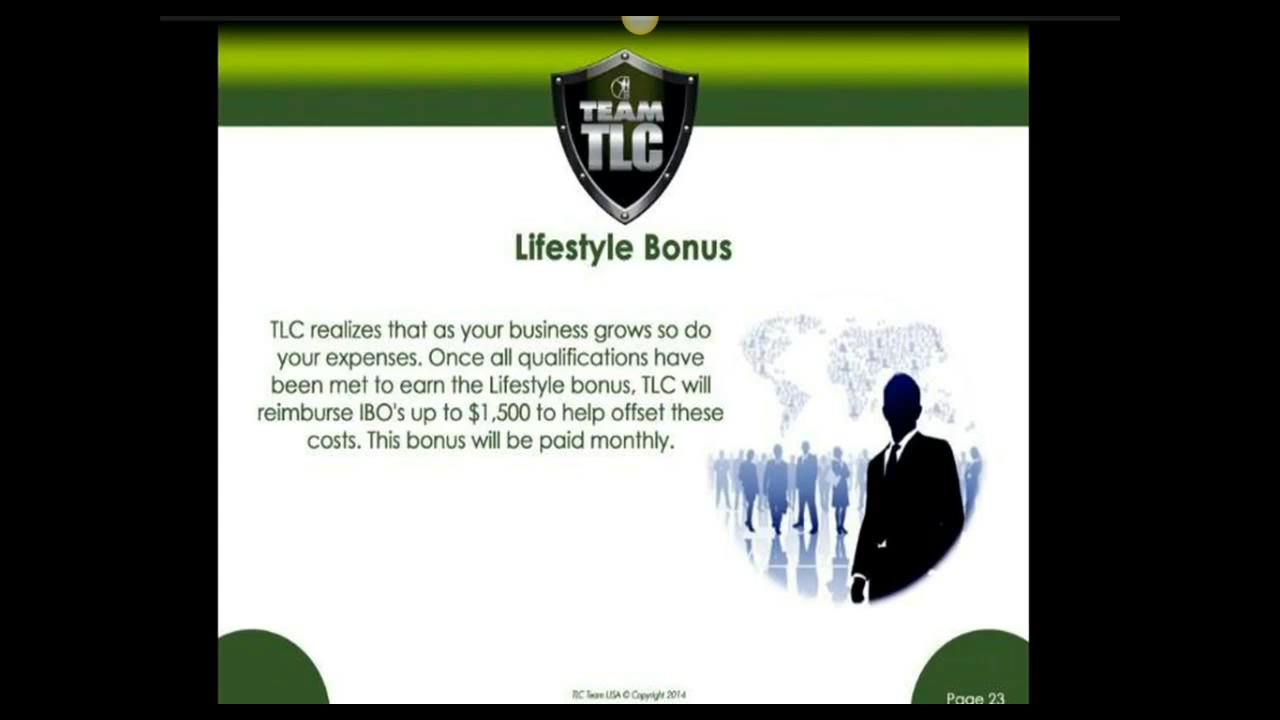 TEAM
TLC
Lifestyle Bonus
TLC realizes that as your business grows so do
your expenses. Once all qualifications have
been met to earn the Lifestyle bonus, TLC will
reimburse IBO's up to $1,500 to help offset these
costs. This bonus will be paid monthly.
TLC Team USA © Copyright 2014
Page 23